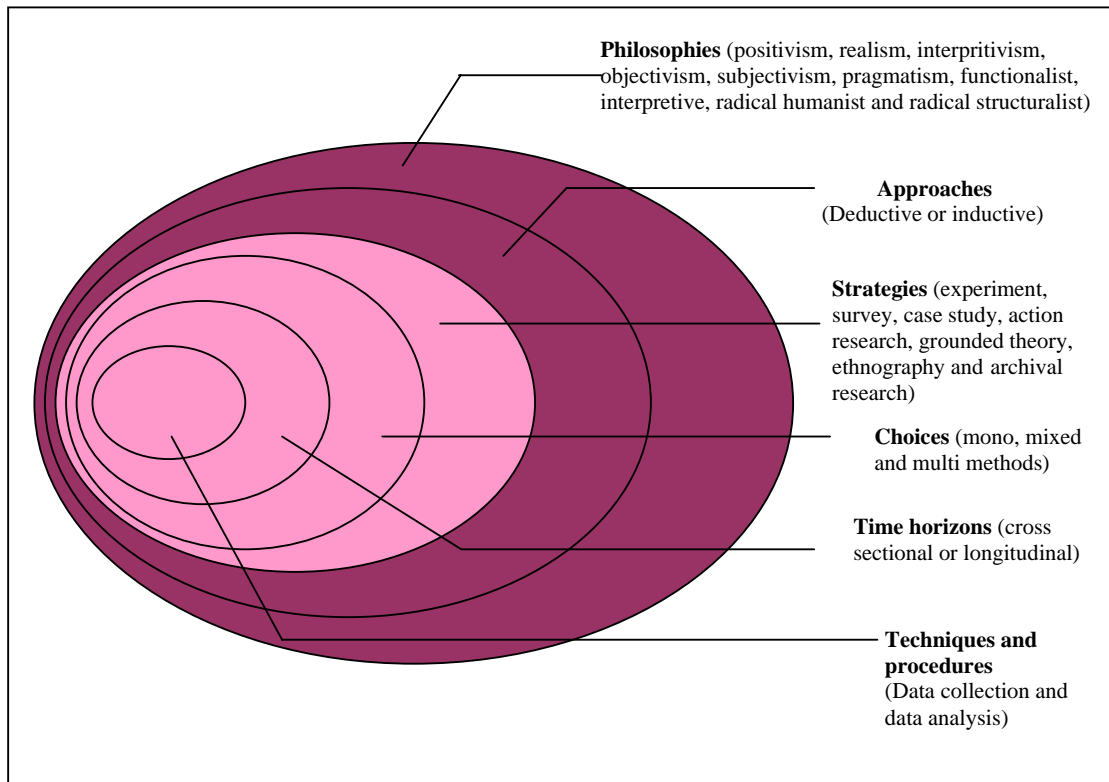 Philosophies (positivism, realism, interpritivism,
objectivism, subjectivism, pragmatism, functionalist,
interpretive, radical humanist and radical structuralist)
Approaches
(Deductive or inductive)
Strategies (experiment,
survey, case study, action
research, grounded theory,
ethnography and archival
research)
Choices (mono, mixed
and multi methods)
Time horizons (cross
sectional or longitudinal)
Techniques and
procedures
(Data collection and
data analysis)